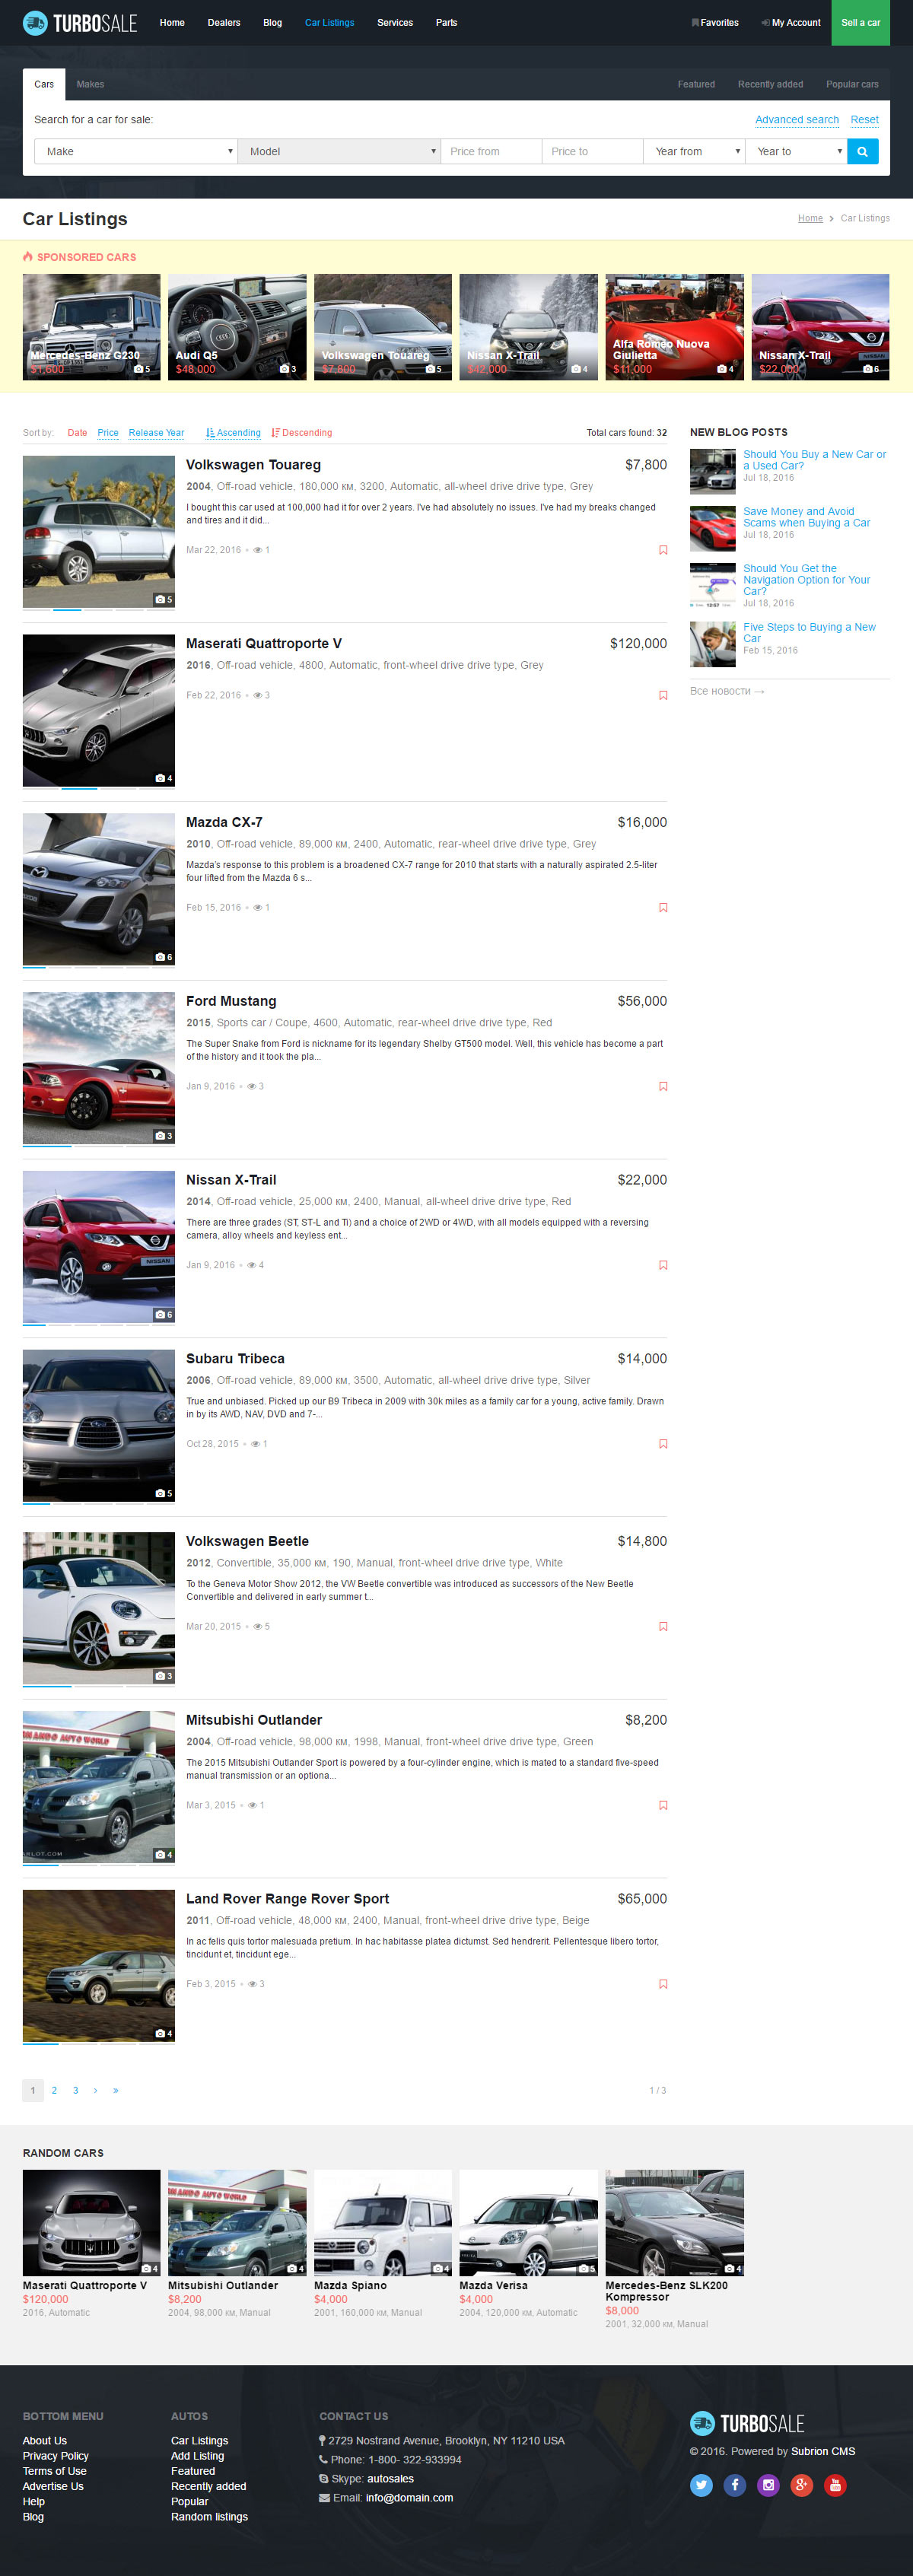 TURBOSALE Home Dealers Blog Car Listings Services Parts Favorites My Account Sell a car
Cars Makes Featured Recently added Popular cars
Search for a car for sale: Advanced search Reset
Make Model Price from Price to Year from Year to
Car Listings Home > Car Listings
SPONSORED CARS
Mercedes-Benz G230
$1,600 5
Audi Q5
$48,000 3
Volkswagen Touareg
$7,800 5
Nissan X-Trail
$42,000 4
Alfa Romeo Nuova
Giulietta
$11,000 4
Nissan X-Trail
$22,000 6
Sort by: Date Price Release Year Ascending Descending Total cars found: 32
Volkswagen Touareg $7,800
2004, Off-road vehicle, 180,000 км, 3200, Automatic, all-wheel drive drive type, Grey
I bought this car used at 100,000 had it for over 2 years. I've had absolutely no issues. I've had my breaks changed
and tires and it did...
Mar 22, 2016 1
5
Maserati Quattroporte V $120,000
2016, Off-road vehicle, 4800, Automatic, front-wheel drive drive type, Grey
Feb 22, 2016 3
4
Mazda CX-7 $16,000
2010, Off-road vehicle, 89,000 км, 2400, Automatic, rear-wheel drive drive type, Grey
Mazda's response to this problem is a broadened CX-7 range for 2010 that starts with a naturally aspirated 2.5-liter
four lifted from the Mazda 6 s...
Feb 15, 2016 1
6
Ford Mustang $56,000
2015, Sports car / Coupe, 4600, Automatic, rear-wheel drive drive type, Red
The Super Snake from Ford is nickname for its legendary Shelby GT500 model. Well, this vehicle has become a part
of the history and it took the pla...
Jan 9, 2016 3
3
Nissan X-Trail $22,000
2014, Off-road vehicle, 25,000 км, 2400, Manual, all-wheel drive drive type, Red
There are three grades (ST, ST-L and Ti) and a choice of 2WD or 4WD, with all models equipped with a reversing
camera, alloy wheels and keyless ent...
Jan 9, 2016 4
NISSAN
6
Subaru Tribeca $14,000
2006, Off-road vehicle, 89,000 км, 3500, Automatic, all-wheel drive drive type, Silver
True and unbiased. Picked up our B9 Tribeca in 2009 with 30k miles as a family car for a young, active family. Drawn
in by its AWD, NAV, DVD and 7-...
Oct 28, 2015 1
5
Volkswagen Beetle $14,800
2012, Convertible, 35,000 км, 190, Manual, front-wheel drive drive type, White
To the Geneva Motor Show 2012, the VW Beetle convertible was introduced as successors of the New Beetle
Convertible and delivered in early summer t...
Mar 20, 2015 5
3
Mitsubishi Outlander $8,200
2004, Off-road vehicle, 98,000 км, 1998, Manual, front-wheel drive drive type, Green
The 2015 Mitsubishi Outlander Sport is powered by a four-cylinder engine, which is mated to a standard five-speed
manual transmission or an optiona...
Mar 3, 2015 1
4
Land Rover Range Rover Sport $65,000
2011, Off-road vehicle, 48,000 км, 2400, Manual, front-wheel drive drive type, Beige
In ac felis quis tortor malesuada pretium. In hac habitasse platea dictumst. Sed hendrerit. Pellentesque libero tortor,
tincidunt et, tincidunt ege...
Feb 3, 2015 3
4
1 2 3 › » 1 / 3
NEW BLOG POSTS
Should You Buy a New Car or
a Used Car?
Jul 18, 2016
Save Money and Avoid
Scams when Buying a Car
Jul 18, 2016
Should You Get the
Navigation Option for Your
Car?
Jul 18, 2016
Five Steps to Buying a New
Car
Feb 15, 2016
Все новости →
RANDOM CARS
4
Maserati Quattroporte V
$120,000
2016, Automatic
4
Mitsubishi Outlander
$8,200
2004, 98,000 км, Manual
4
Mazda Spiano
$4,000
2001, 160,000 км, Manual
5
Mazda Verisa
$4,000
2004, 120,000 км, Automatic
4
Mercedes-Benz SLK200
Kompressor
$8,000
2001, 32,000 км, Manual
BOTTOM MENU
About Us
Privacy Policy
Terms of Use
Advertise Us
Help
Blog
AUTOS
Car Listings
Add Listing
Featured
Recently added
Popular
Random listings
CONTACT US
2729 Nostrand Avenue, Brooklyn, NY 11210 USA
Phone: 1-800- 322-933994
Skype: autosales
Email: info@domain.com
TURBOSALE
© 2016. Powered by Subrion CMS